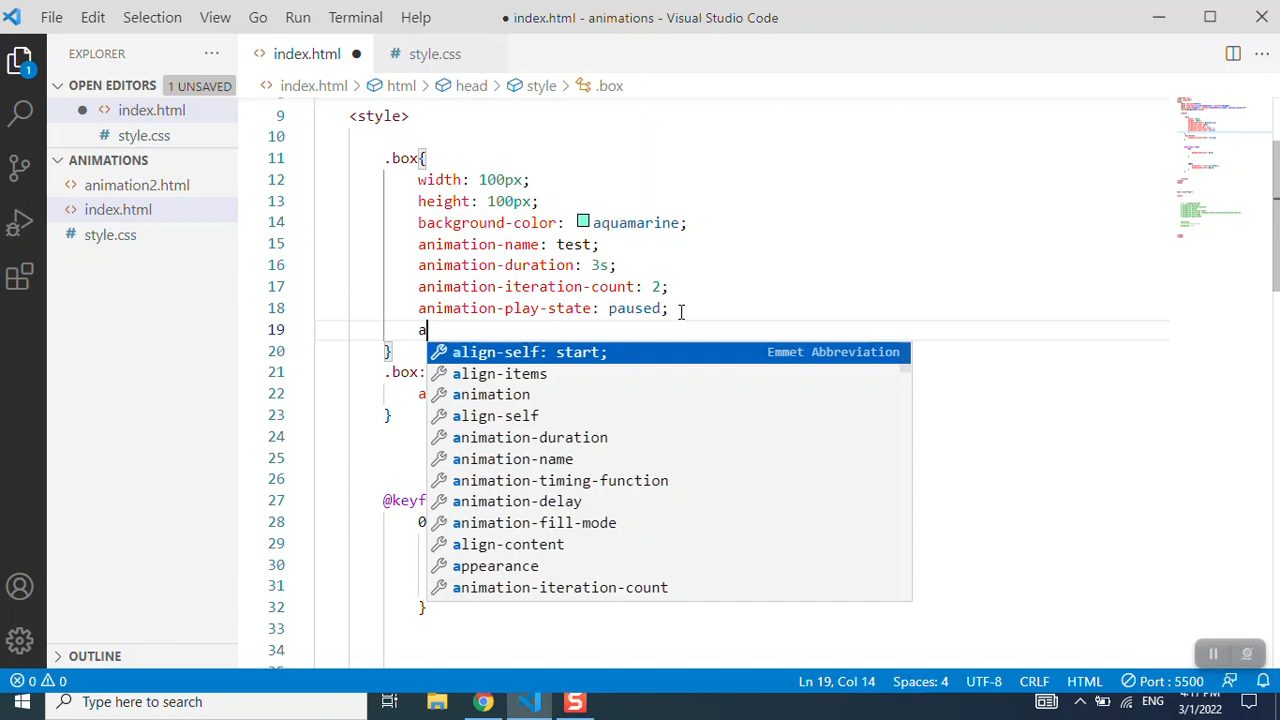 File Edit Selection View Go Run Terminal Help
● index.html - animations - Visual Studio Code
EXPLORER
index.html
# style.css
OPEN EDITORS 1 UNSAVED
index.html > html > head > style > .box
index.html
# style.css
ANIMATIONS
animation2.html
index.html
# style.css
9 <style>
10
11 .box{
12 width: 100px;
13 height: 100px;
14 background-color: aquamarine;
15 animation-name: test;
16 animation-duration: 3s;
17 animation-iteration-count: 2;
18 animation-play-state: paused;
19 a
20 }
21 .box:
22 a
23 }
24
25
26
27 @keyf
28 0
29
30
31
32 }
33
34
align-self: start; Emmet Abbreviation
align-items
animation
align-self
animation-duration
animation-name
animation-timing-function
animation-delay
animation-fill-mode
align-content
appearance
animation-iteration-count
1
OUTLINE
0 0
Ln 19, Col 14 Spaces: 4 UTF-8 CRLF HTML Port : 5500
Type here to search
ENG
4:17 PM
3/1/2022